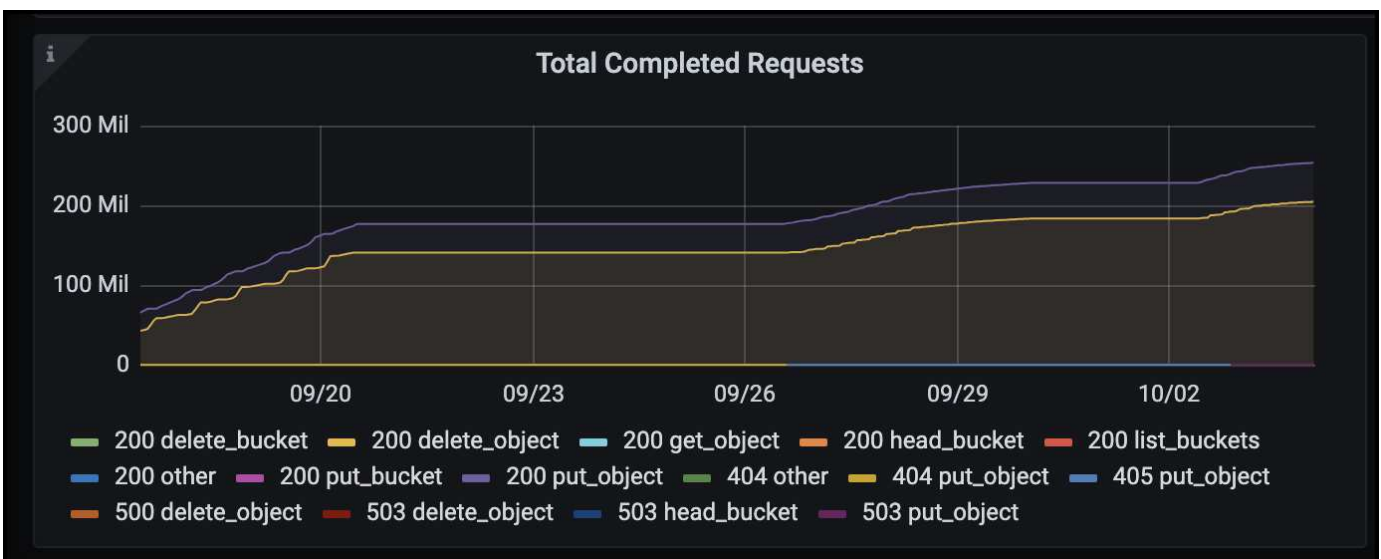 i
Total Completed Requests
300 Mil
200 Mil
100 Mil
0
09/20 09/23 09/26 09/29 10/02
200 delete_bucket 200 delete_object 200 get_object 200 head_bucket 200 list_buckets
200 other 200 put_bucket 200 put_object 404 other 404 put_object 405 put_object
500 delete_object 503 delete_object 503 head_bucket 503 put_object